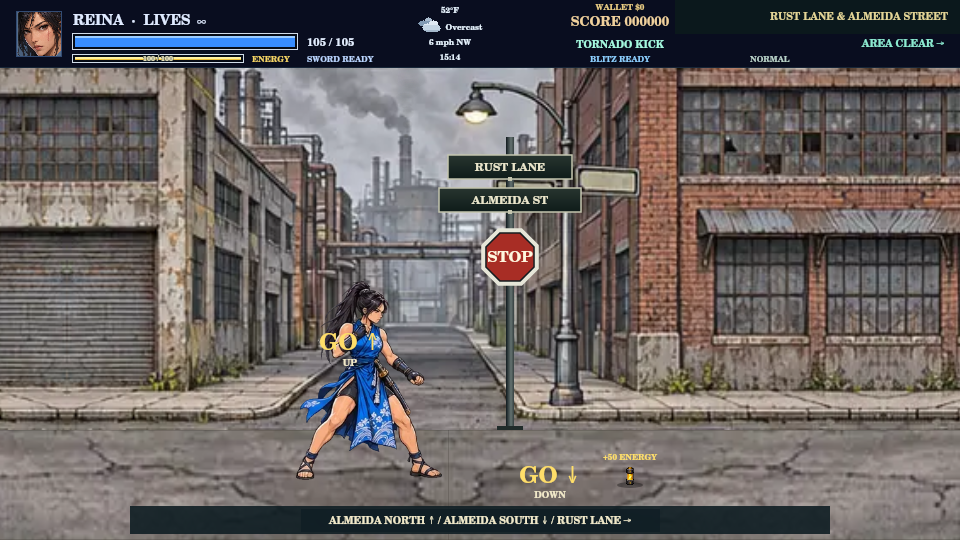 REINA · LIVES ∞
105 / 105
100/100
ENERGY
SWORD READY
52°F
Overcast
6 mph NW
15:14
WALLET $0
SCORE 000000
TORNADO KICK
BLITZ READY
RUST LANE & ALMEIDA STREET
AREA CLEAR →
NORMAL
RUST LANE
ALMEIDA ST
STOP
GO ↑
UP
+50 ENERGY
GO ↓
DOWN
ALMEIDA NORTH ↑ / ALMEIDA SOUTH ↓ / RUST LANE →